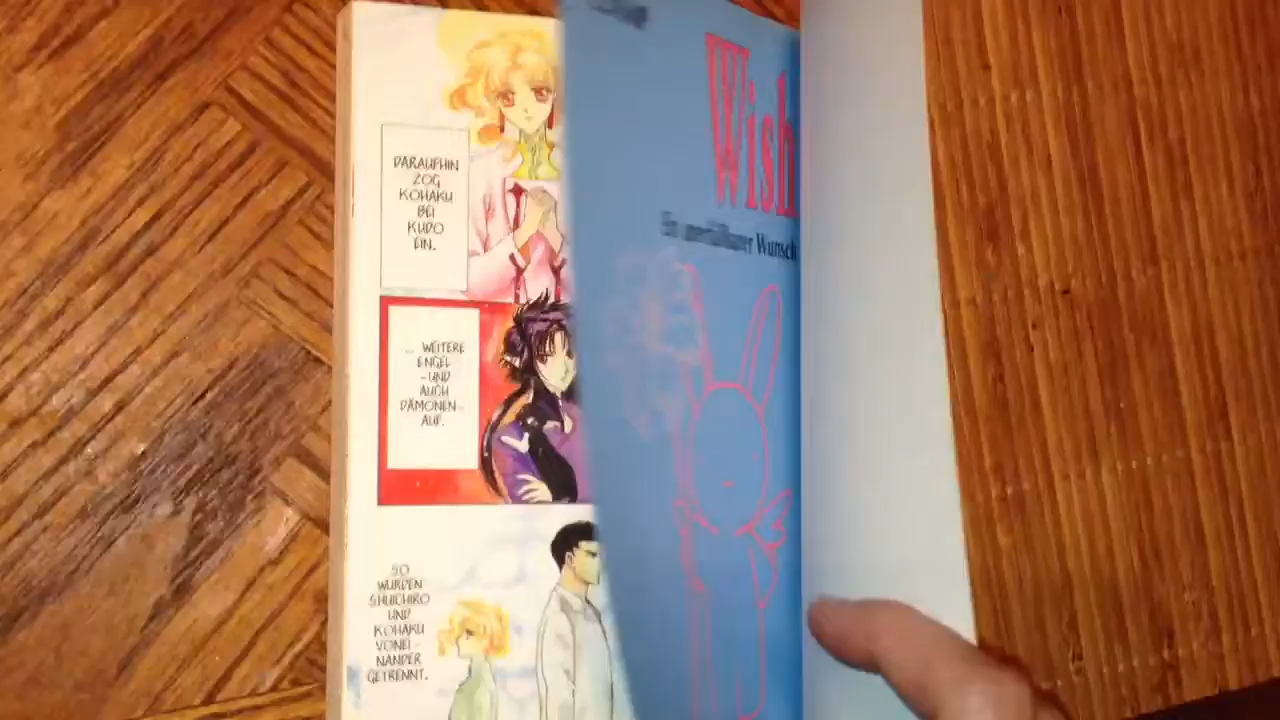 DARAUFHIN
ZOG
KOHAKU
BEI
KUDO
EIN.
... WEITERE
ENGEL
-UND
AUCH
DÄMONEN-
AUF.
SO
WURDEN
SHUICHIRO
UND
KOHAKU
VONEI-
NANDER
GETRENNT.
Wish
Ein unerfüllbarer Wunsch